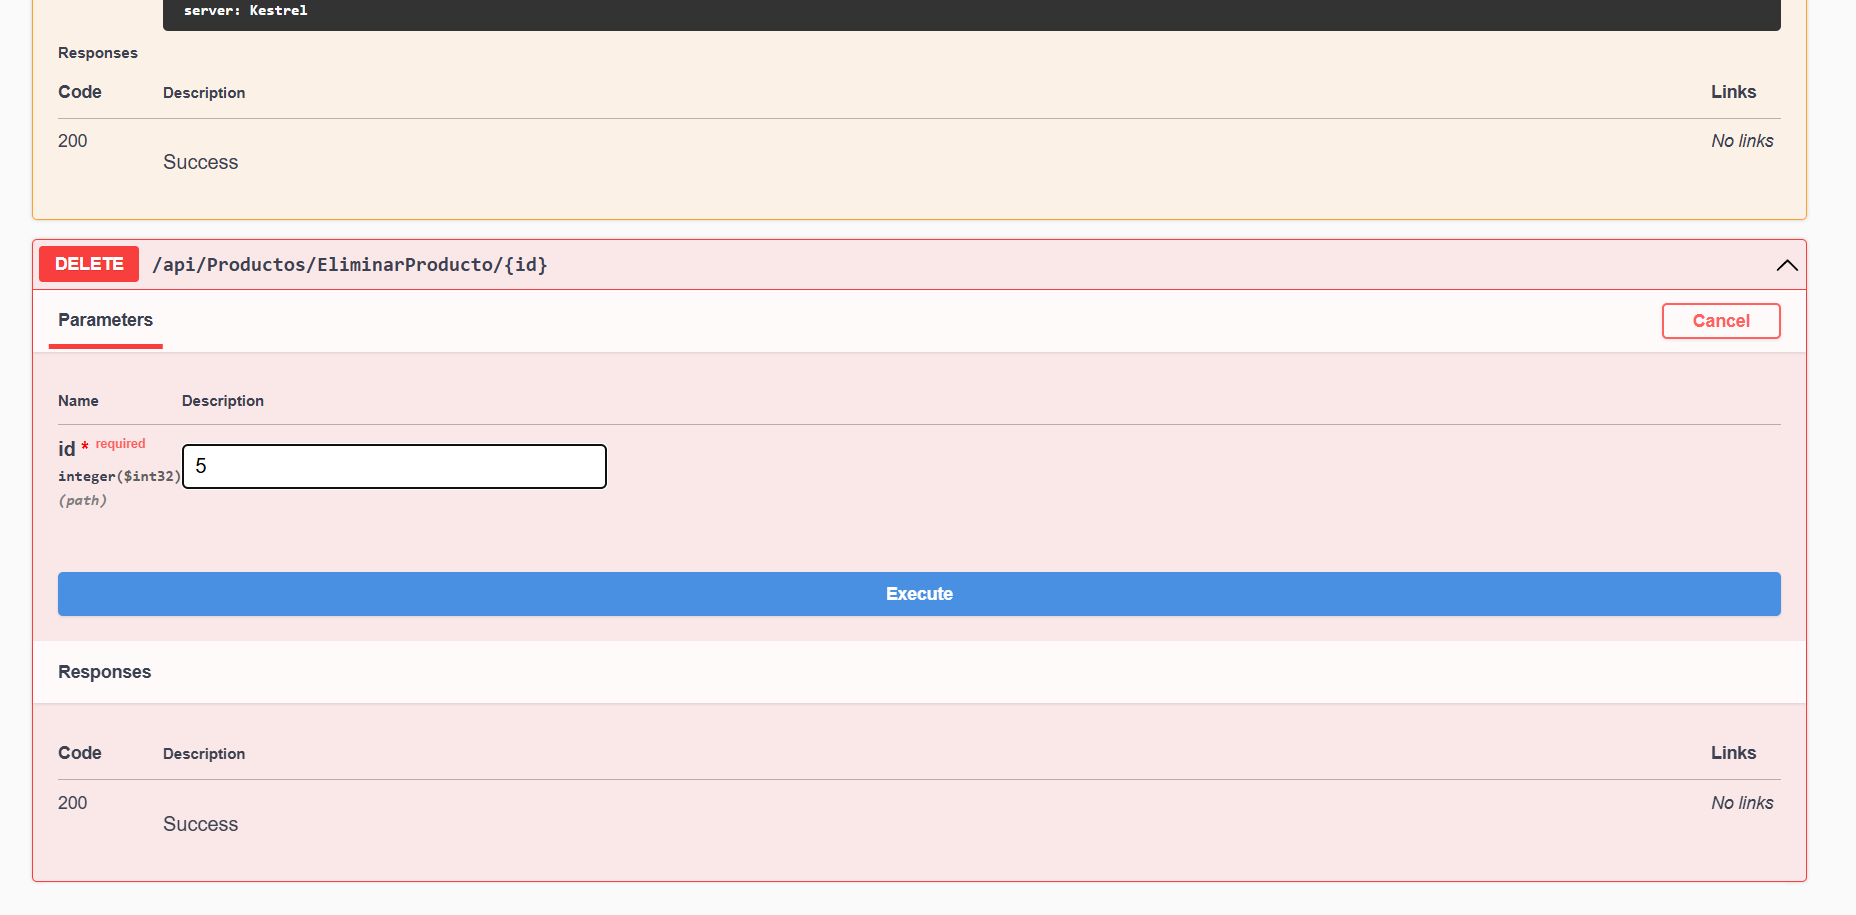 server: Kestrel
Responses
Code Description Links
200 No links
Success
DELETE /api/Productos/EliminarProducto/{id}
Parameters Cancel
Name Description
id * required
5
integer($int32)
(path)
Execute
Responses
Code Description Links
200 No links
Success